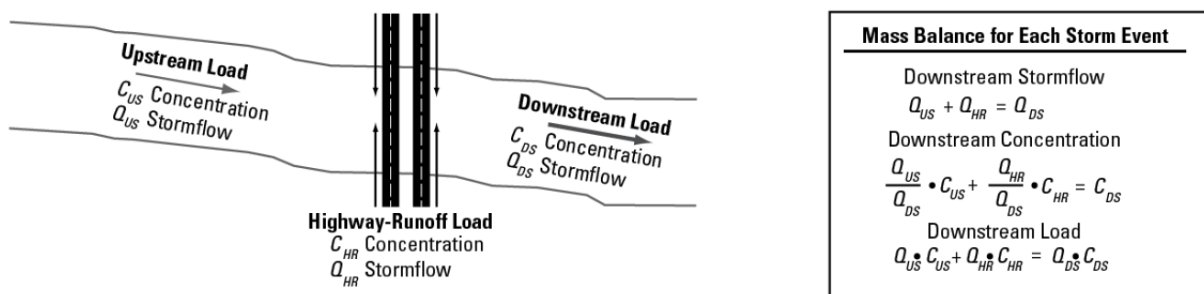 Upstream Load
C_US Concentration
Q_US Stormflow
Downstream Load
C_DS Concentration
Q_DS Stormflow
Highway-Runoff Load
C_HR Concentration
Q_HR Stormflow
Mass Balance for Each Storm Event
Downstream Stormflow
Q_US + Q_HR = Q_DS
Downstream Concentration
Q_US/Q_DS • C_US + Q_HR/Q_DS • C_HR = C_DS
Downstream Load
Q_US • C_US + Q_HR • C_HR = Q_DS • C_DS